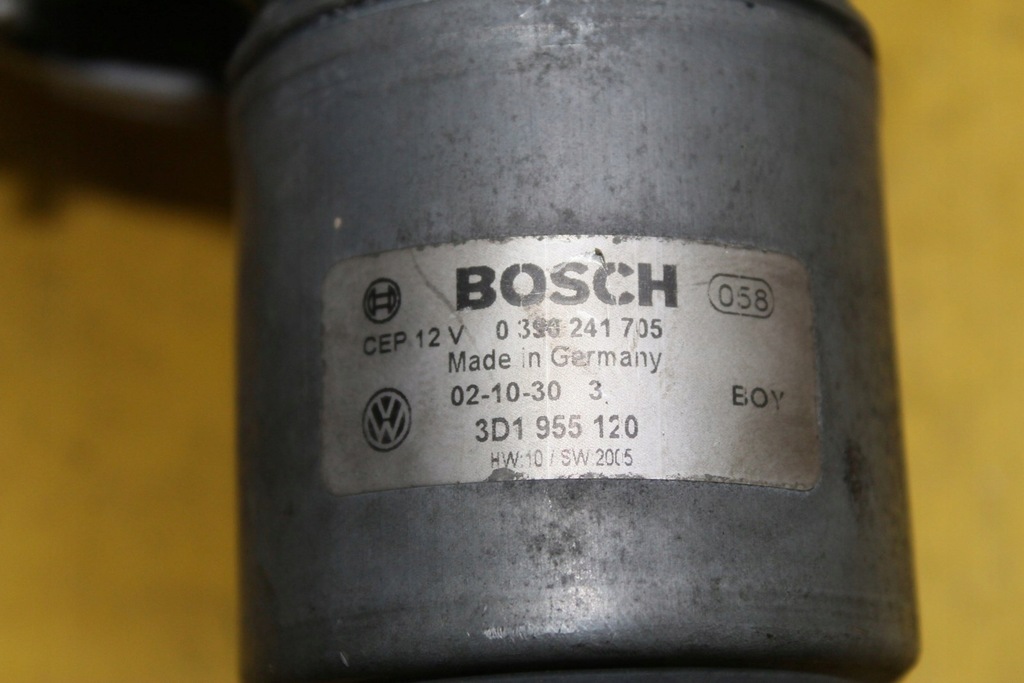 BOSCH 058
CEP 12 V 0 390 241 705
Made in Germany
02-10-30 3.
BOY
3D1 955 120
HW:10 / SW:2005